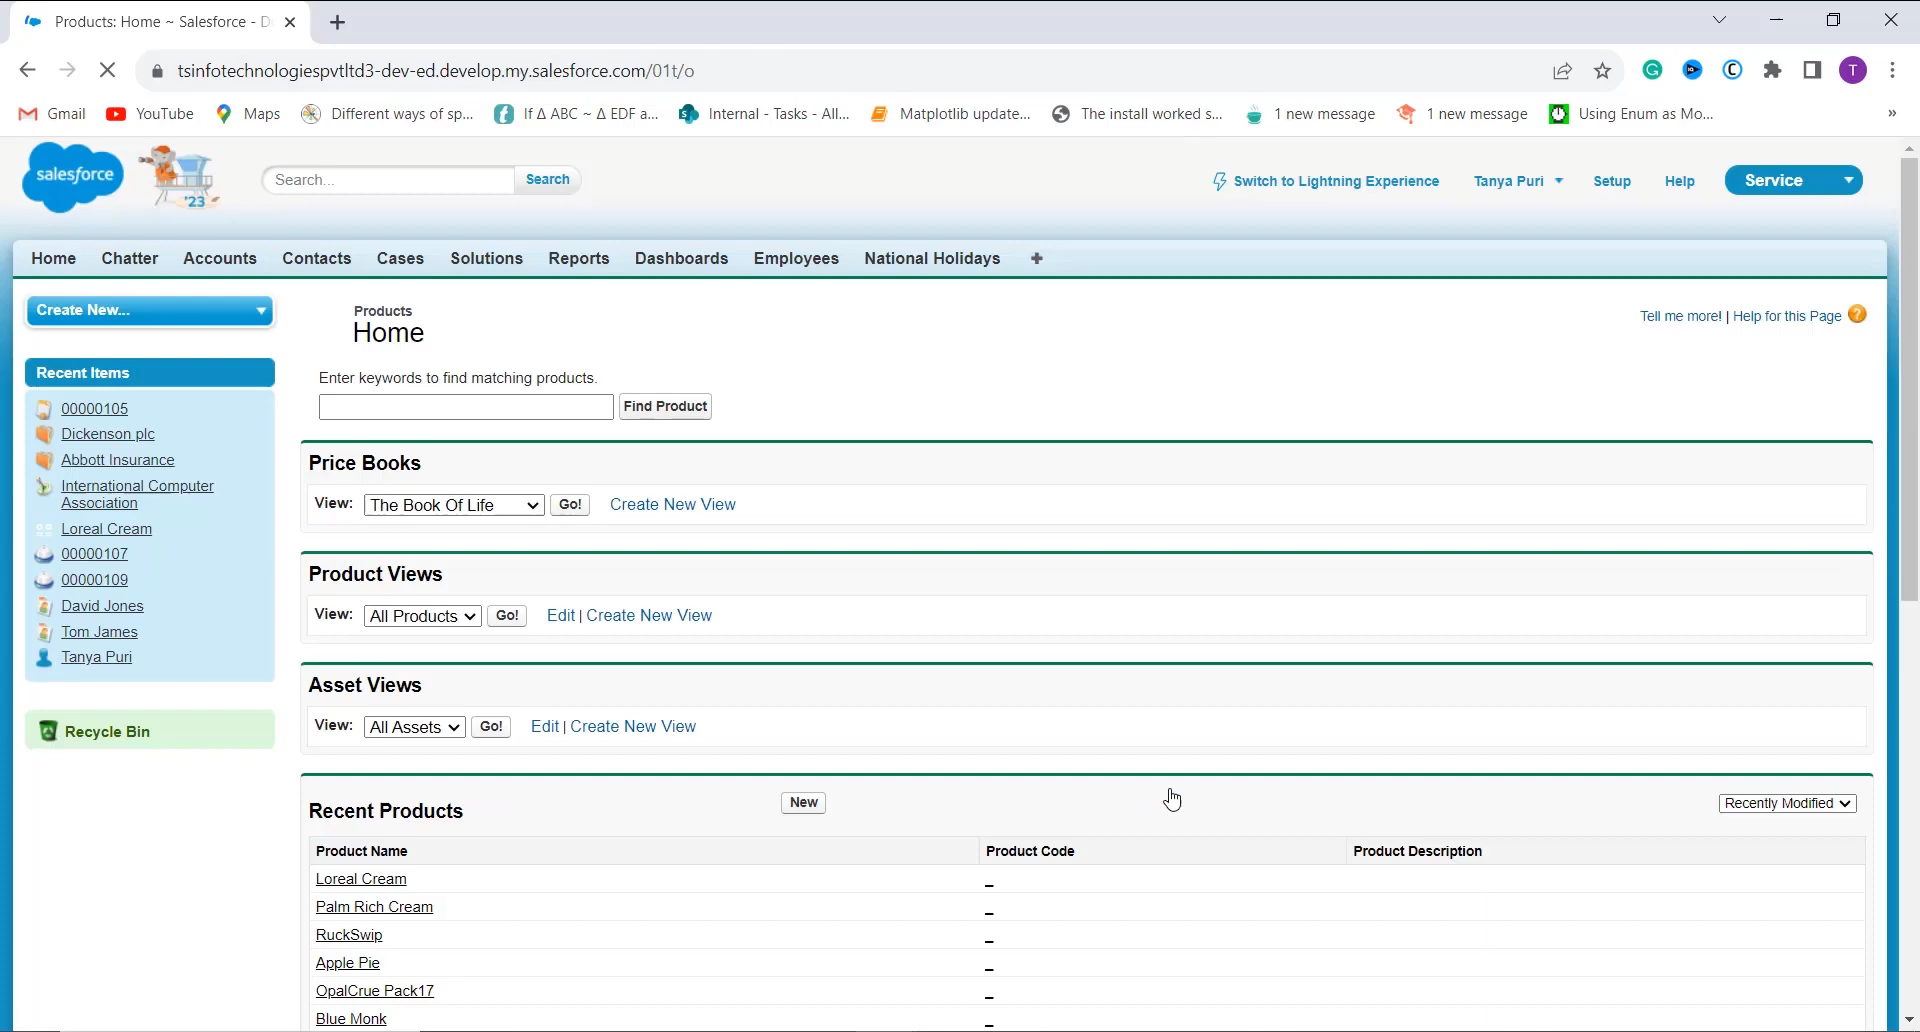 Products: Home ~ Salesforce - D
tsinfotechnologiespvtltd3-dev-ed.develop.my.salesforce.com/01t/o
T
Gmail
YouTube
Maps
Different ways of sp...
If Δ ABC ~ Δ EDF a...
Internal - Tasks - All...
Matplotlib update...
The install worked s...
1 new message
1 new message
Using Enum as Mo...
»
salesforce
'23
Search...
Search
Switch to Lightning Experience
Tanya Puri
Setup
Help
Service
Home
Chatter
Accounts
Contacts
Cases
Solutions
Reports
Dashboards
Employees
National Holidays
+
Create New...
Recent Items
00000105
Dickenson plc
Abbott Insurance
International Computer
Association
Loreal Cream
00000107
00000109
David Jones
Tom James
Tanya Puri
Recycle Bin
Products
Home
Tell me more! | Help for this Page ?
Enter keywords to find matching products.
Find Product
Price Books
View: The Book Of Life Go! Create New View
Product Views
View: All Products Go! Edit | Create New View
Asset Views
View: All Assets Go! Edit | Create New View
Recent Products
New
Recently Modified
Product Name Product Code Product Description
Loreal Cream _
Palm Rich Cream _
RuckSwip _
Apple Pie _
OpalCrue Pack17 _
Blue Monk _